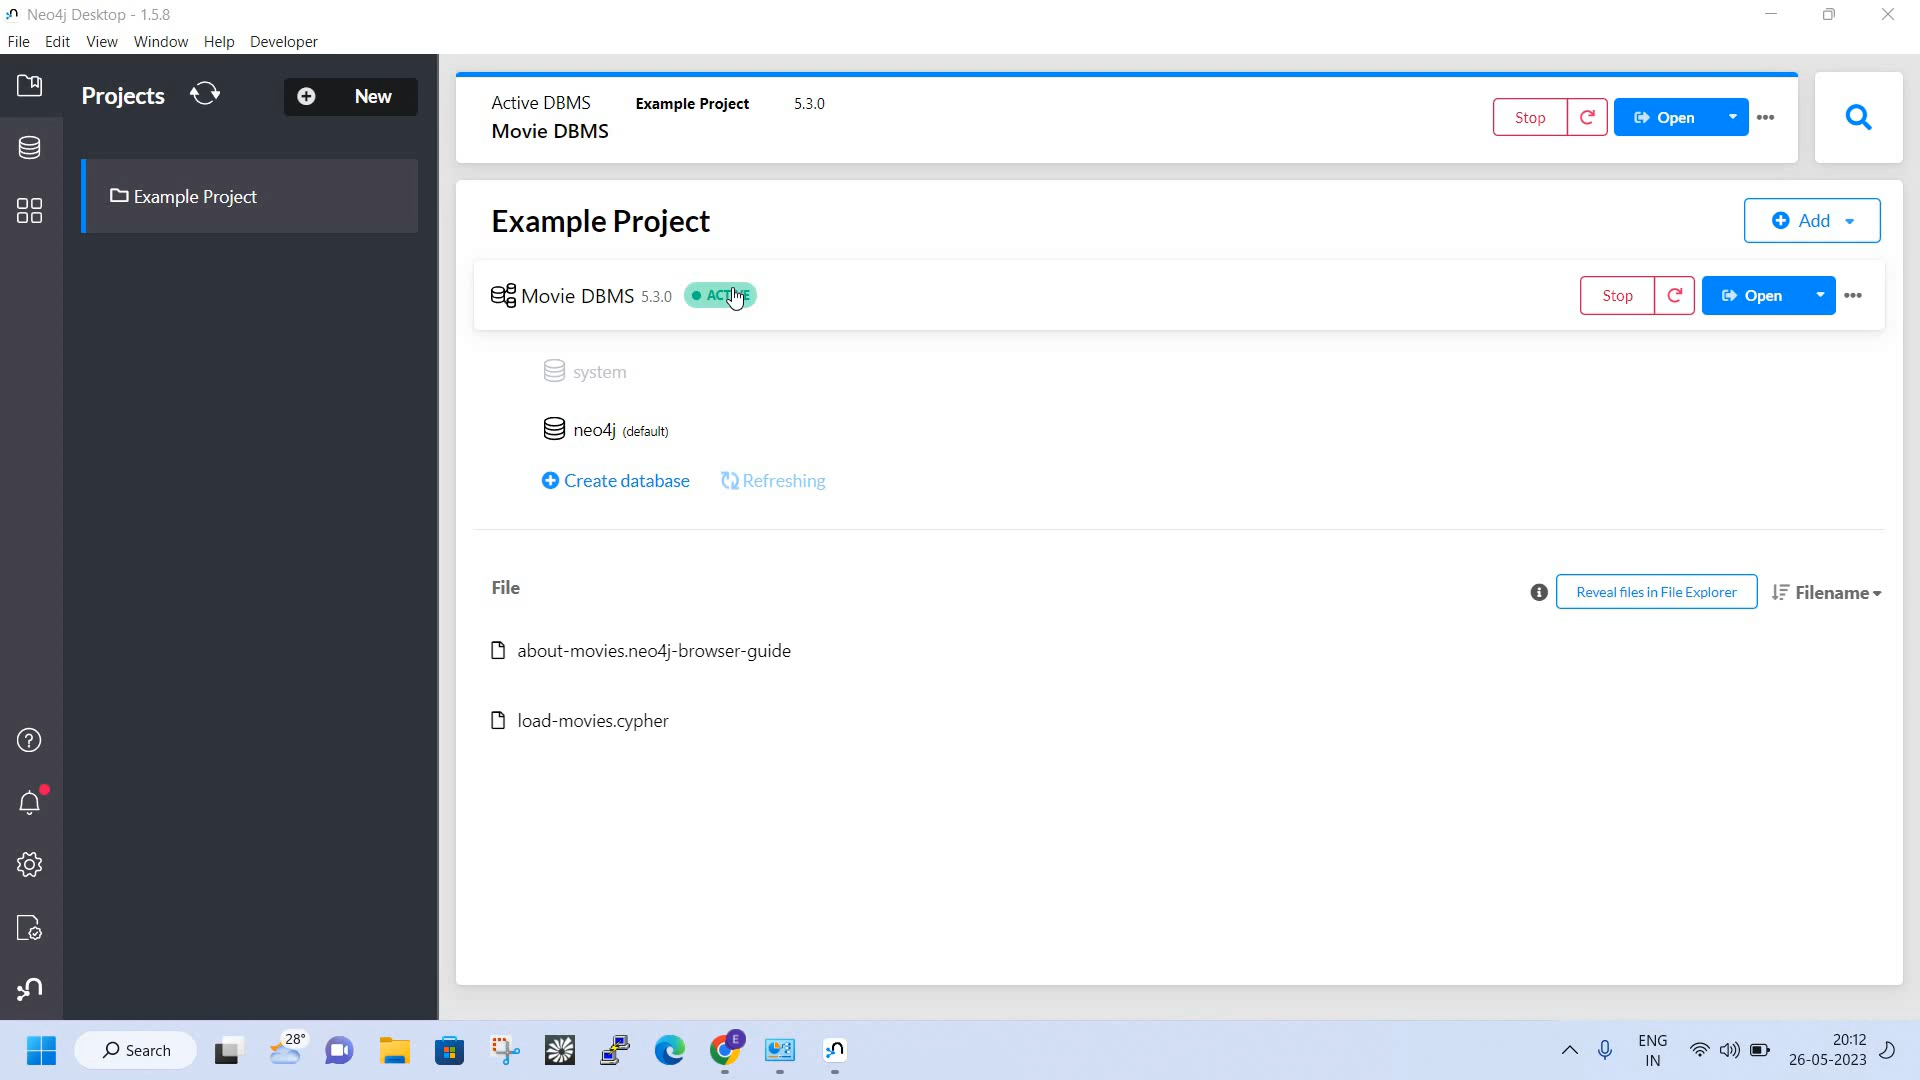 Neo4j Desktop - 1.5.8
File Edit View Window Help Developer
Projects
New
Example Project
Active DBMS Example Project 5.3.0
Movie DBMS
Stop
Open
Example Project
Add
Movie DBMS 5.3.0
Stop
Open
system
neo4j (default)
Create database
Refreshing
File
Reveal files in File Explorer
Filename
about-movies.neo4j-browser-guide
load-movies.cypher
Search
28°
E
ENG
IN
20:12
26-05-2023